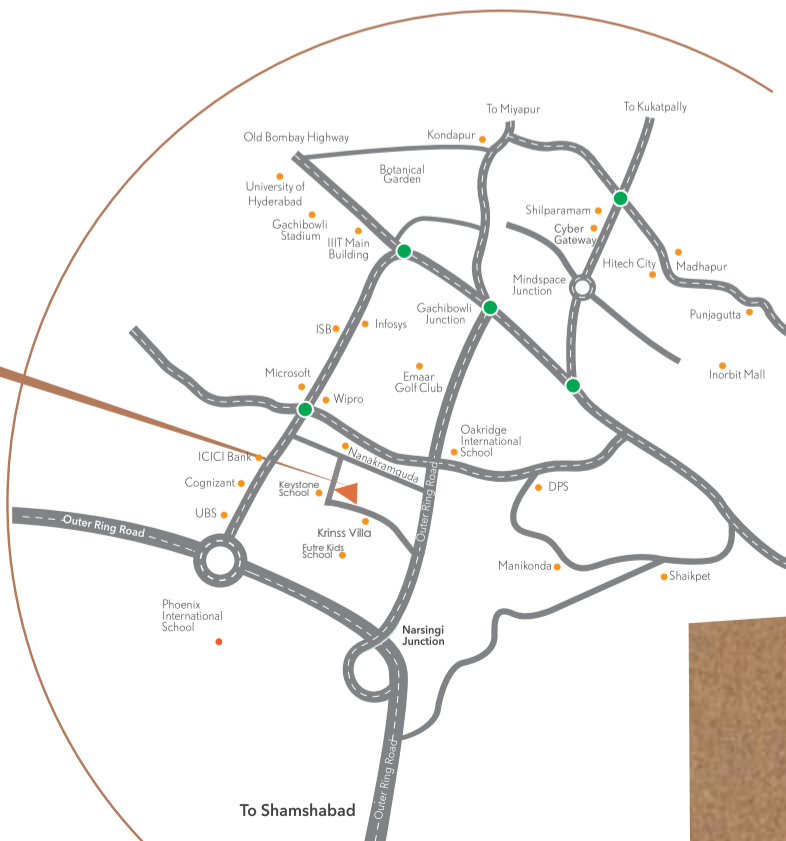 To Miyapur
To Kukatpally
Old Bombay Highway
Kondapur
Botanical
Garden
University of
Hyderabad
Shilparamam
Gachibowli
Stadium
Cyber
Gateway
IIIT Main
Building
Hitech City
Madhapur
Mindspace
Junction
Gachibowli
Junction
Punjagutta
ISB
Infosys
Microsoft
Emaar
Golf Club
Inorbit Mall
Wipro
Oakridge
International
School
ICICI Bank
Nanakramguda
Cognizant
Keystone
School
DPS
Outer Ring Road
UBS
Outer Ring Road
Krinss Villa
Futre Kids
School
Manikonda
Shaikpet
Phoenix
International
School
Narsingi
Junction
Outer Ring Road
To Shamshabad